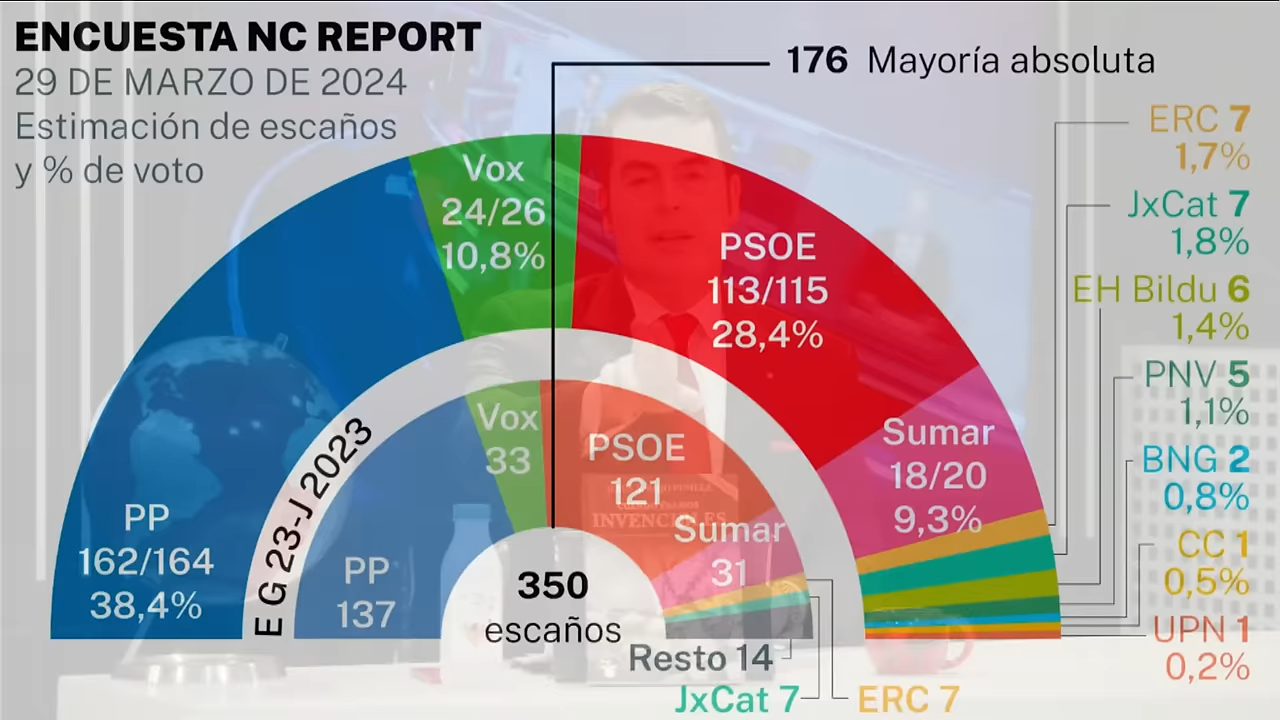 ENCUESTA NC REPORT
29 DE MARZO DE 2024
Estimación de escaños
y % de voto
176 Mayoría absoluta
PP
162/164
38,4%
Vox
24/26
10,8%
PSOE
113/115
28,4%
Sumar
18/20
9,3%
ERC 7
1,7%
JxCat 7
1,8%
EH Bildu 6
1,4%
PNV 5
1,1%
BNG 2
0,8%
CC 1
0,5%
UPN 1
0,2%
E G 23-J 2023
PP
137
Vox
33
PSOE
121
INVENCIBLES
Sumar
31
350
escaños
Resto 14
JxCat 7
ERC 7